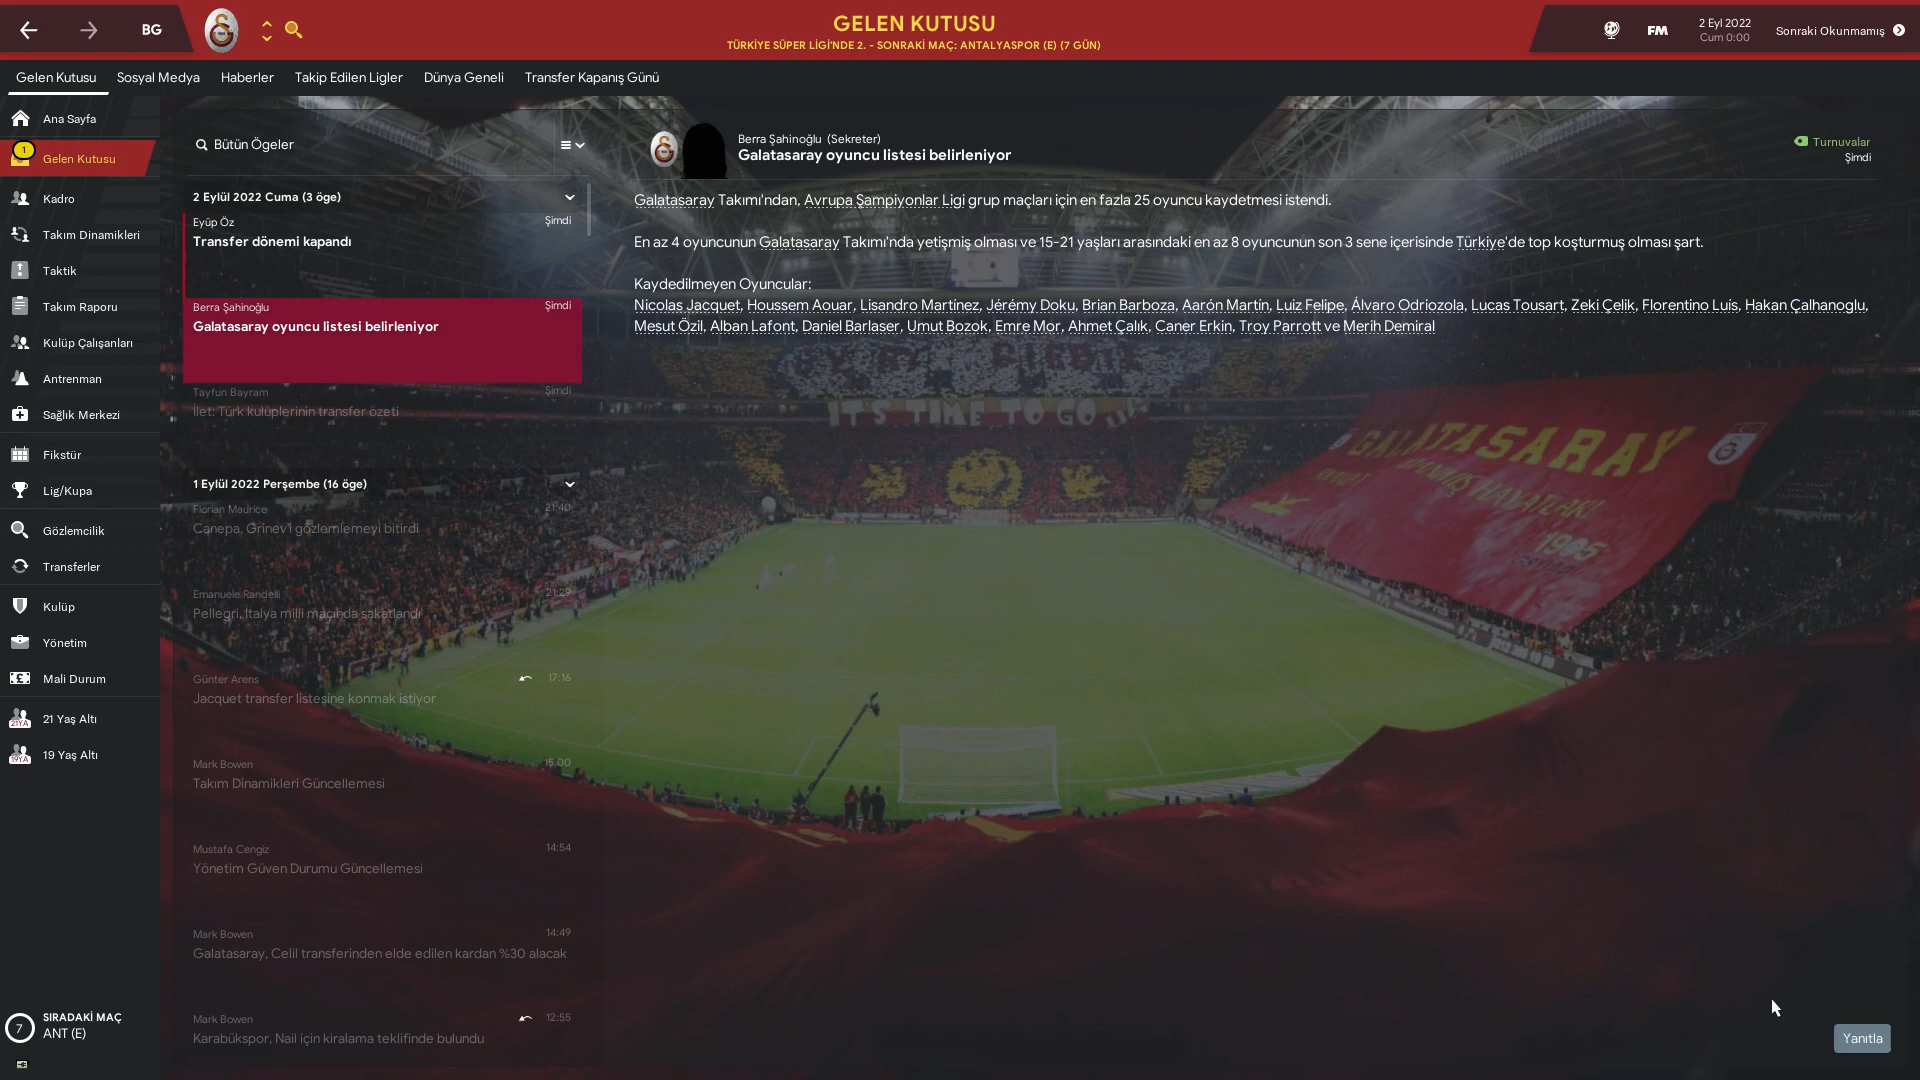 BG
GELEN KUTUSU
TÜRKİYE SÜPER LİGİ'NDE 2. - SONRAKİ MAÇ: ANTALYASPOR (E) (7 GÜN)
FM
2 Eyl 2022
Cum 0:00
Sonraki Okunmamış
Gelen Kutusu Sosyal Medya Haberler Takip Edilen Ligler Dünya Geneli Transfer Kapanış Günü
Ana Sayfa
1
Gelen Kutusu
Kadro
Takım Dinamikleri
Taktik
Takım Raporu
Kulüp Çalışanları
Antrenman
Sağlık Merkezi
Fikstür
Lig/Kupa
Gözlemcilik
Transferler
Kulüp
Yönetim
Mali Durum
21YA
21 Yaş Altı
19YA
19 Yaş Altı
7
SIRADAKİ MAÇ
ANT (E)
Bütün Ögeler
2 Eylül 2022 Cuma (3 öge)
Eyüp Öz Şimdi
Transfer dönemi kapandı
Berra Şahinoğlu Şimdi
Galatasaray oyuncu listesi belirleniyor
Tayfun Bayram Şimdi
İlet: Türk kulüplerinin transfer özeti
1 Eylül 2022 Perşembe (16 öge)
Florian Maurice 21:40
Canepa, Grinev'i gözlemlemeyi bitirdi
Emanuele Randelli 21:29
Pellegri, İtalya milli maçında sakatlandı
Günter Arens 17:16
Jacquet transfer listesine konmak istiyor
Mark Bowen 15:00
Takım Dinamikleri Güncellemesi
Mustafa Cengiz 14:54
Yönetim Güven Durumu Güncellemesi
Mark Bowen 14:49
Galatasaray, Celil transferinden elde edilen kardan %30 alacak
Mark Bowen 12:55
Karabükspor, Nail için kiralama teklifinde bulundu
Berra Şahinoğlu (Sekreter)
Galatasaray oyuncu listesi belirleniyor
Turnuvalar
Şimdi
Galatasaray Takımı'ndan, Avrupa Şampiyonlar Ligi grup maçları için en fazla 25 oyuncu kaydetmesi istendi.
En az 4 oyuncunun Galatasaray Takımı'nda yetişmiş olması ve 15-21 yaşları arasındaki en az 8 oyuncunun son 3 sene içerisinde Türkiye'de top koşturmuş olması şart.
Kaydedilmeyen Oyuncular:
Nicolas Jacquet, Houssem Aouar, Lisandro Martínez, Jérémy Doku, Brian Barboza, Aarón Martín, Luiz Felipe, Álvaro Odriozola, Lucas Tousart, Zeki Çelik, Florentino Luís, Hakan Çalhanoglu,
Mesut Özil, Alban Lafont, Daniel Barlaser, Umut Bozok, Emre Mor, Ahmet Çalık, Caner Erkin, Troy Parrott ve Merih Demiral
IT'S TIME TO GO
GALATASARAY
1905
Yanıtla